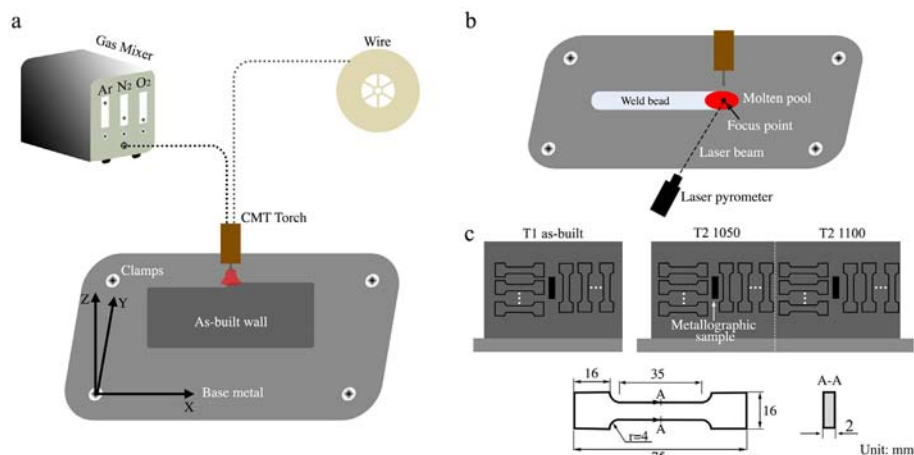 a
Gas Mixer
Ar N2 O2
Wire
CMT Torch
Clamps
Z
Y
As-built wall
Base metal
X
b
Weld bead
Molten pool
Focus point
Laser beam
Laser pyrometer
c
T1 as-built
T2 1050
T2 1100
Metallographic
sample
16
35
A
A
r=4
16
A-A
2
Unit: mm